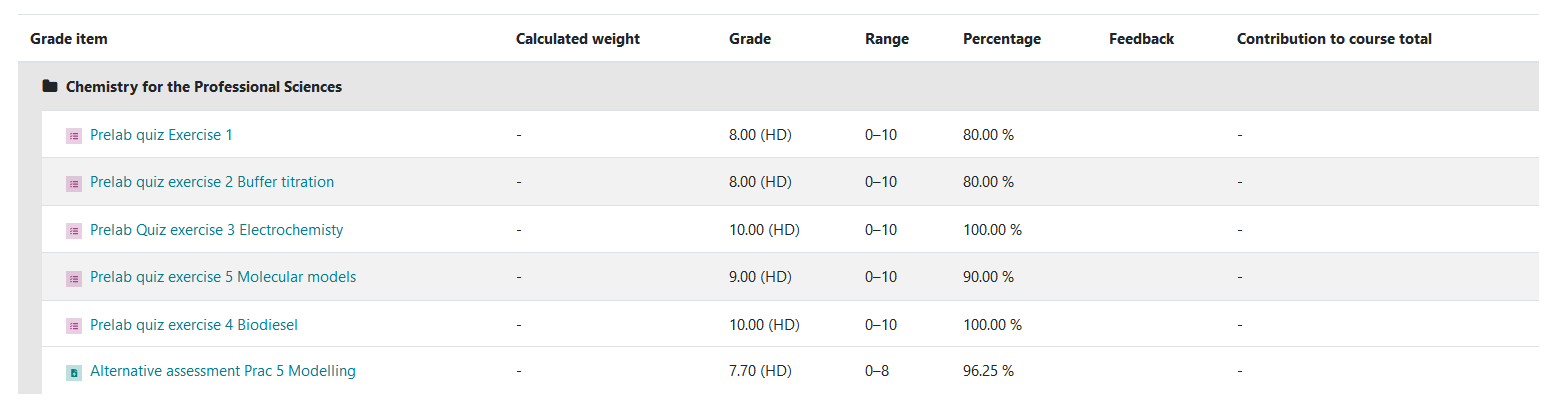 Grade item Calculated weight Grade Range Percentage Feedback Contribution to course total
Chemistry for the Professional Sciences
Prelab quiz Exercise 1 - 8.00 (HD) 0–10 80.00 % -
Prelab quiz exercise 2 Buffer titration - 8.00 (HD) 0–10 80.00 % -
Prelab Quiz exercise 3 Electrochemisty - 10.00 (HD) 0–10 100.00 % -
Prelab quiz exercise 5 Molecular models - 9.00 (HD) 0–10 90.00 % -
Prelab quiz exercise 4 Biodiesel - 10.00 (HD) 0–10 100.00 % -
Alternative assessment Prac 5 Modelling - 7.70 (HD) 0–8 96.25 % -